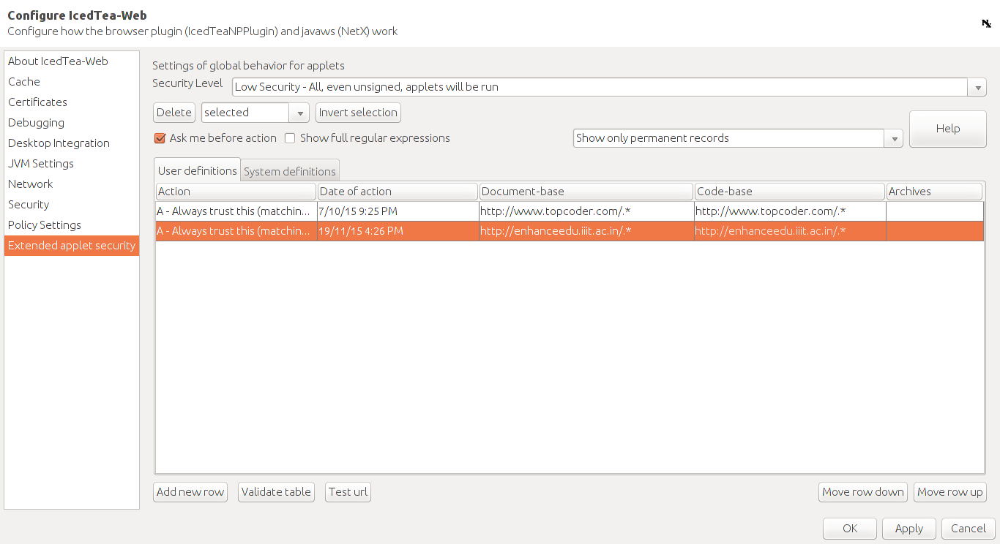 Configure IcedTea-Web
Configure how the browser plugin (IcedTeaNPPlugin) and javaws (NetX) work
About IcedTea-Web
Cache
Certificates
Debugging
Desktop Integration
JVM Settings
Network
Security
Policy Settings
Extended applet security
Settings of global behavior for applets
Security Level Low Security - All, even unsigned, applets will be run
Delete selected Invert selection
Ask me before action Show full regular expressions Show only permanent records Help
User definitions System definitions
Action Date of action Document-base Code-base Archives
A - Always trust this (matchin... 7/10/15 9:25 PM http://www.topcoder.com/.* http://www.topcoder.com/.*
A - Always trust this (matchin... 19/11/15 4:26 PM http://enhanceedu.iiit.ac.in/.* http://enhanceedu.iiit.ac.in/.*
Add new row Validate table Test url Move row down Move row up
OK Apply Cancel